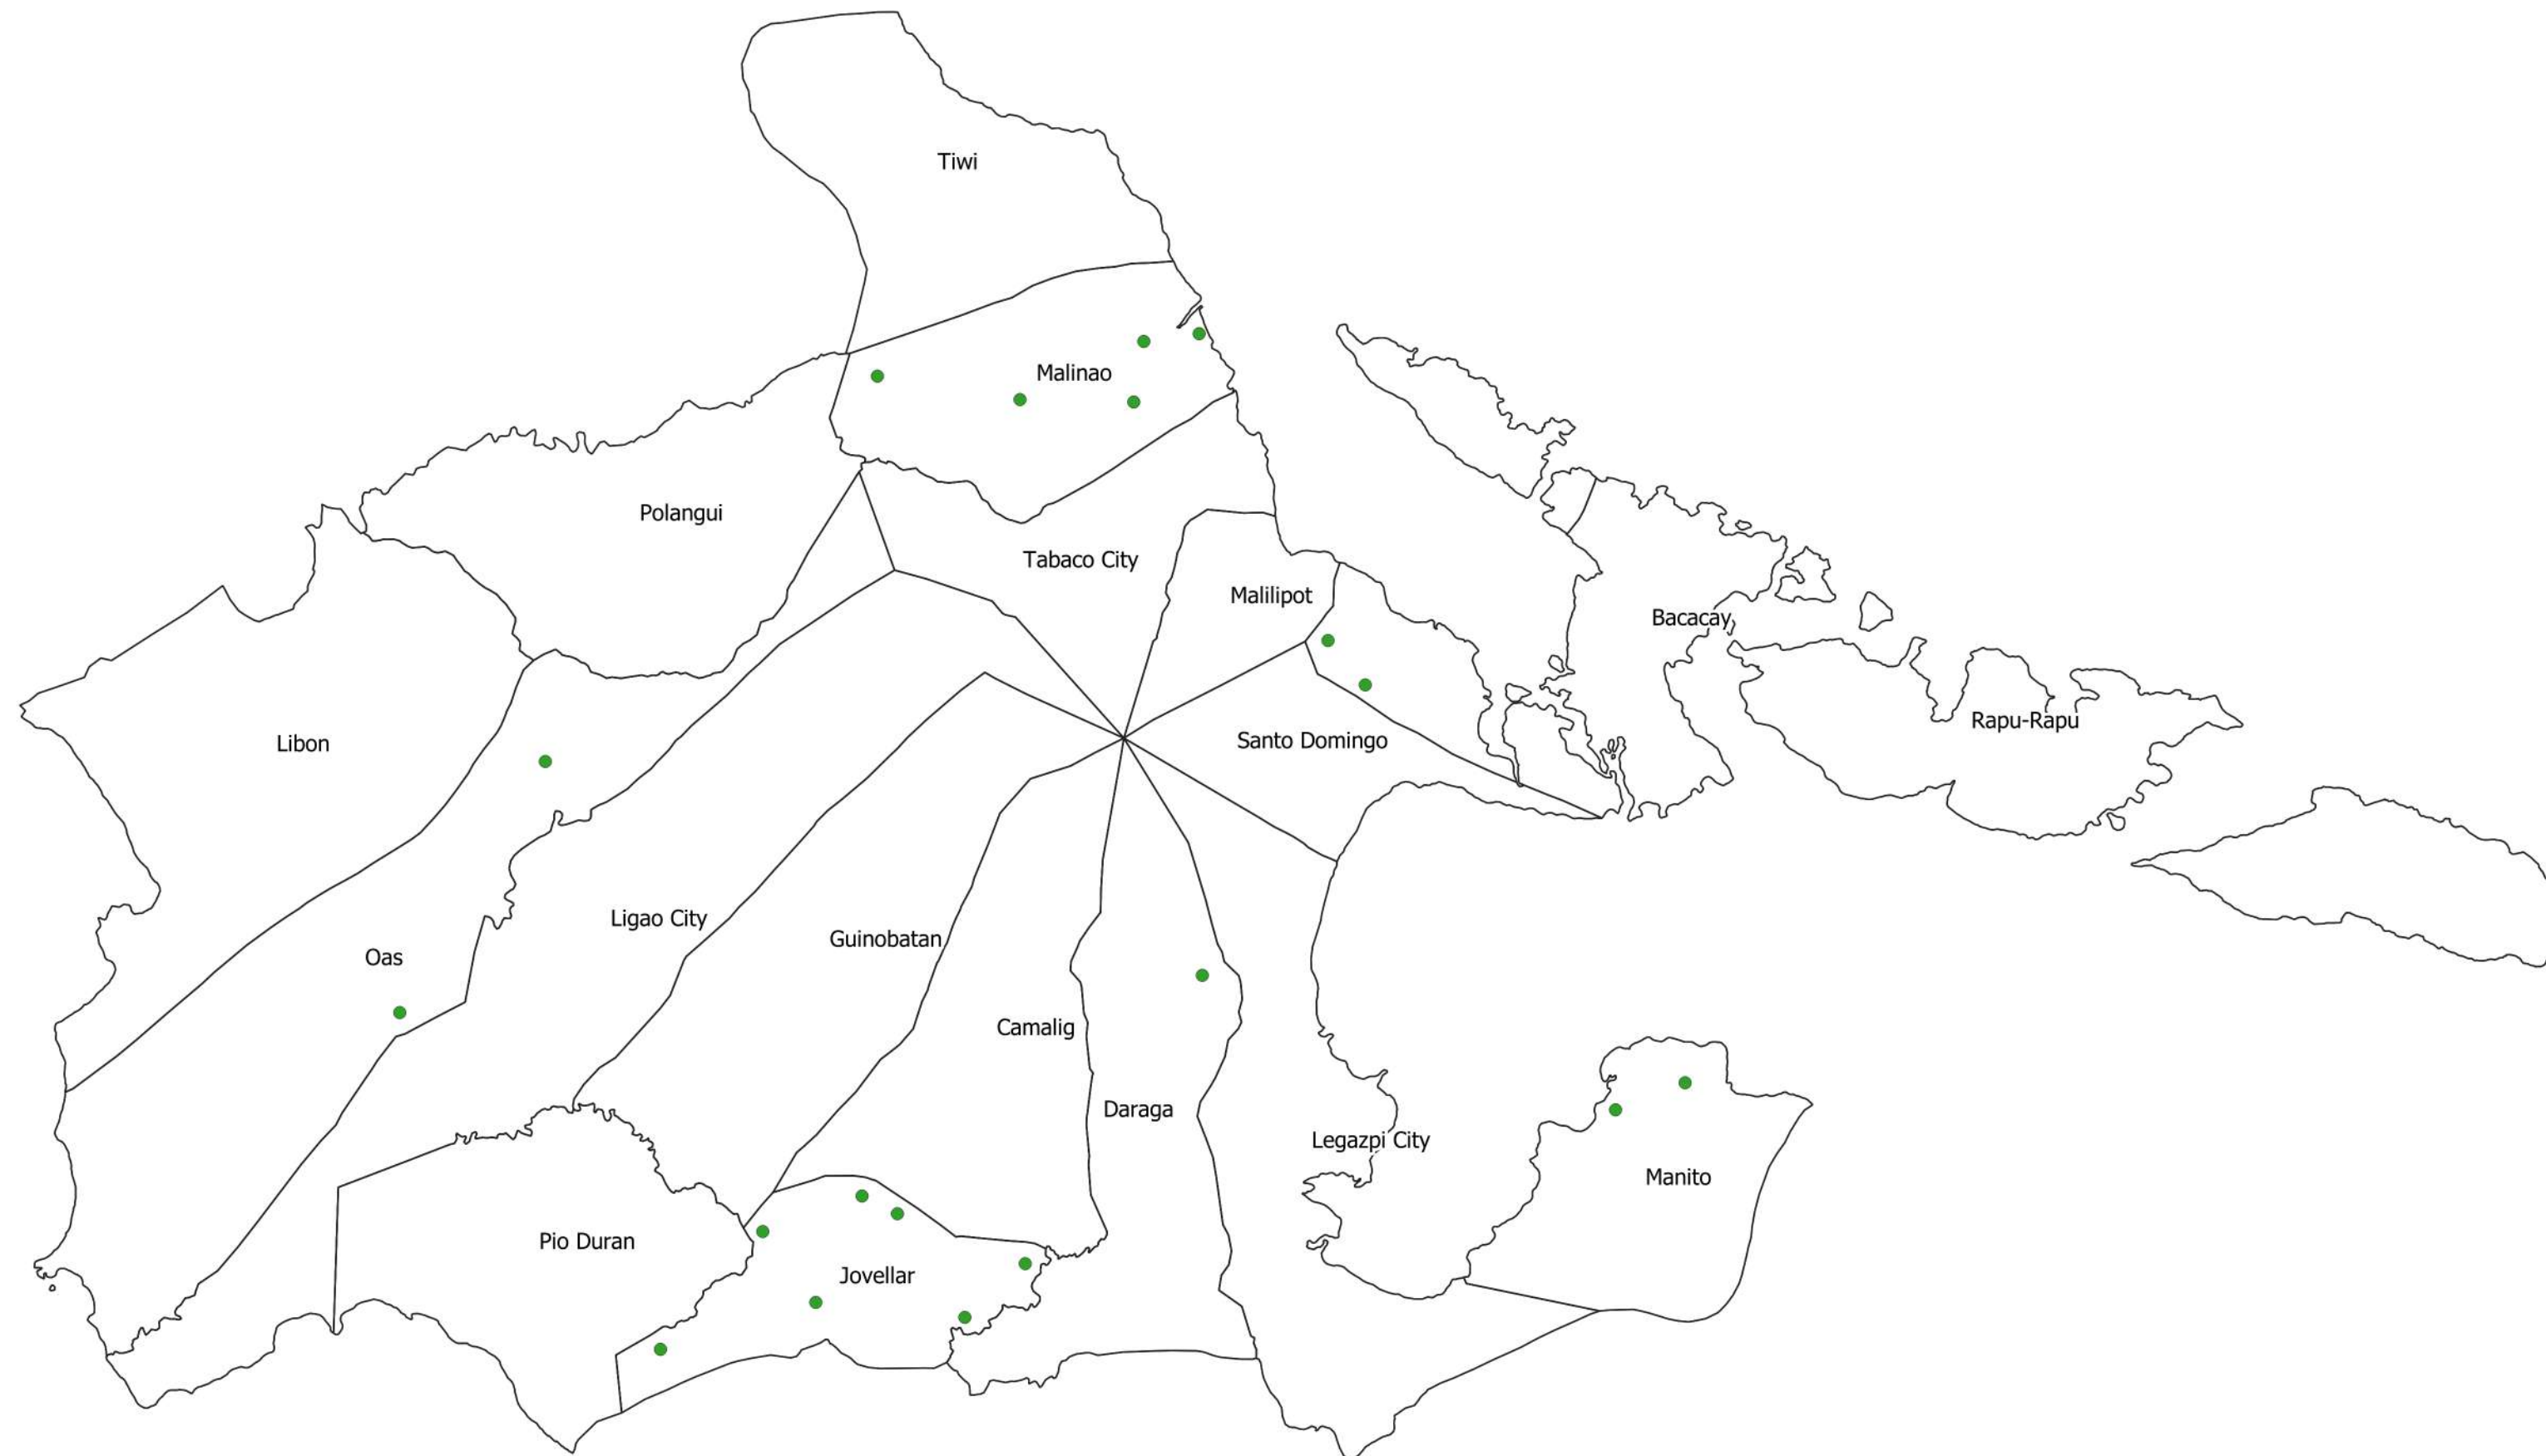 Tiwi
Malinao
Polangui
Tabaco City
Malilipot
Bacacay
Rapu-Rapu
Libon
Santo Domingo
Ligao City
Guinobatan
Oas
Camalig
Daraga
Legazpi City
Manito
Pio Duran
Jovellar